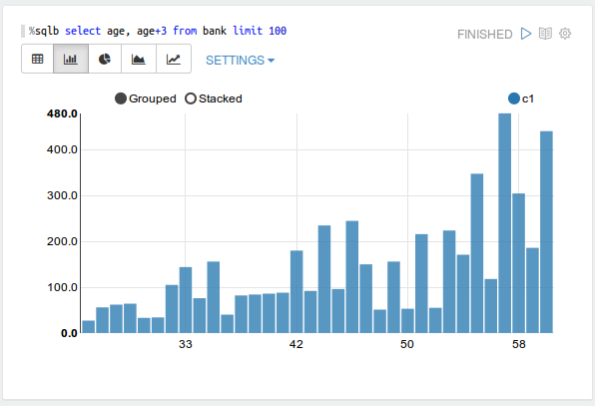 %sqlb select age, age+3 from bank limit 100
FINISHED
SETTINGS
Grouped Stacked c1
480.0
400.0
300.0
200.0
100.0
0.0
33 42 50 58